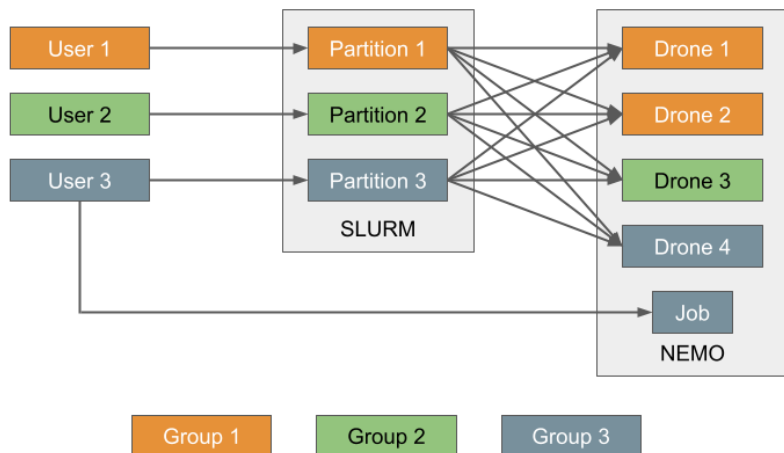 User 1
Partition 1
Drone 1
User 2
Partition 2
Drone 2
User 3
Partition 3
Drone 3
SLURM
Drone 4
Job
NEMO
Group 1
Group 2
Group 3